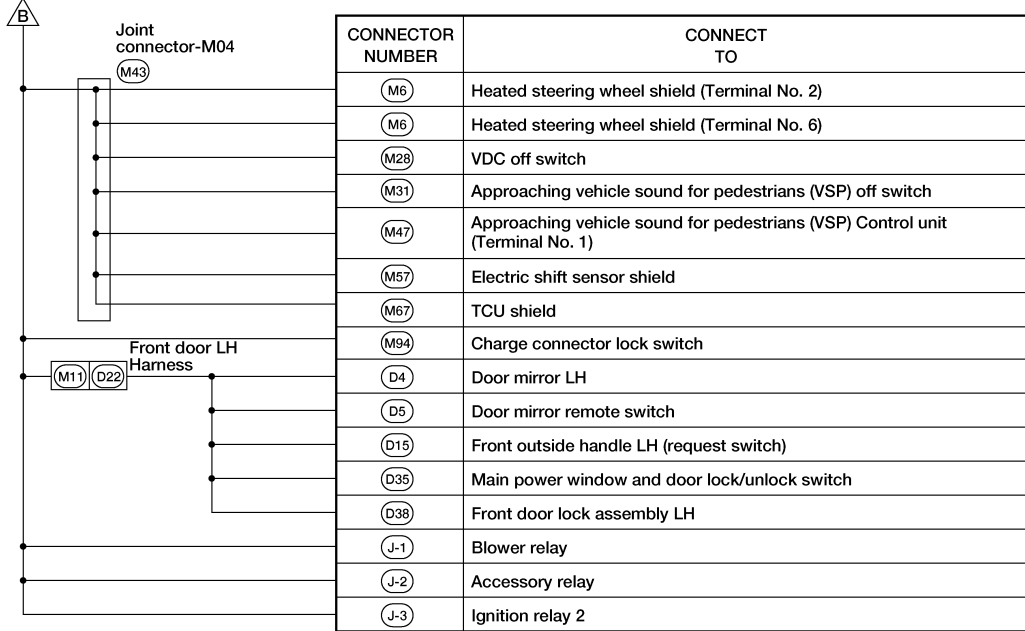 B
Joint
connector-M04
M43
CONNECTOR
NUMBER
CONNECT
TO
M6 Heated steering wheel shield (Terminal No. 2)
M6 Heated steering wheel shield (Terminal No. 6)
M28 VDC off switch
M31 Approaching vehicle sound for pedestrians (VSP) off switch
M47 Approaching vehicle sound for pedestrians (VSP) Control unit
(Terminal No. 1)
M57 Electric shift sensor shield
M67 TCU shield
M94 Charge connector lock switch
Front door LH
Harness
M11 D22
D4 Door mirror LH
D5 Door mirror remote switch
D15 Front outside handle LH (request switch)
D35 Main power window and door lock/unlock switch
D38 Front door lock assembly LH
J-1 Blower relay
J-2 Accessory relay
J-3 Ignition relay 2